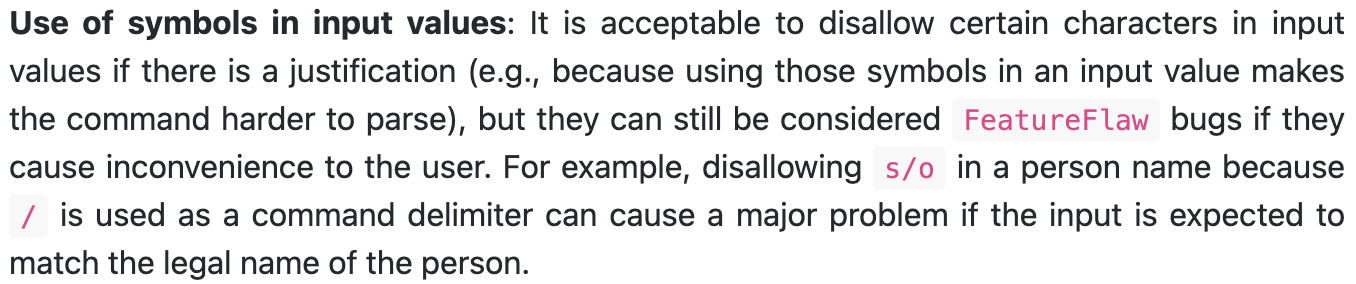 Use of symbols in input values: It is acceptable to disallow certain characters in input
values if there is a justification (e.g., because using those symbols in an input value makes
the command harder to parse), but they can still be considered FeatureFlaw bugs if they
cause inconvenience to the user. For example, disallowing s/o in a person name because
/ is used as a command delimiter can cause a major problem if the input is expected to
match the legal name of the person.